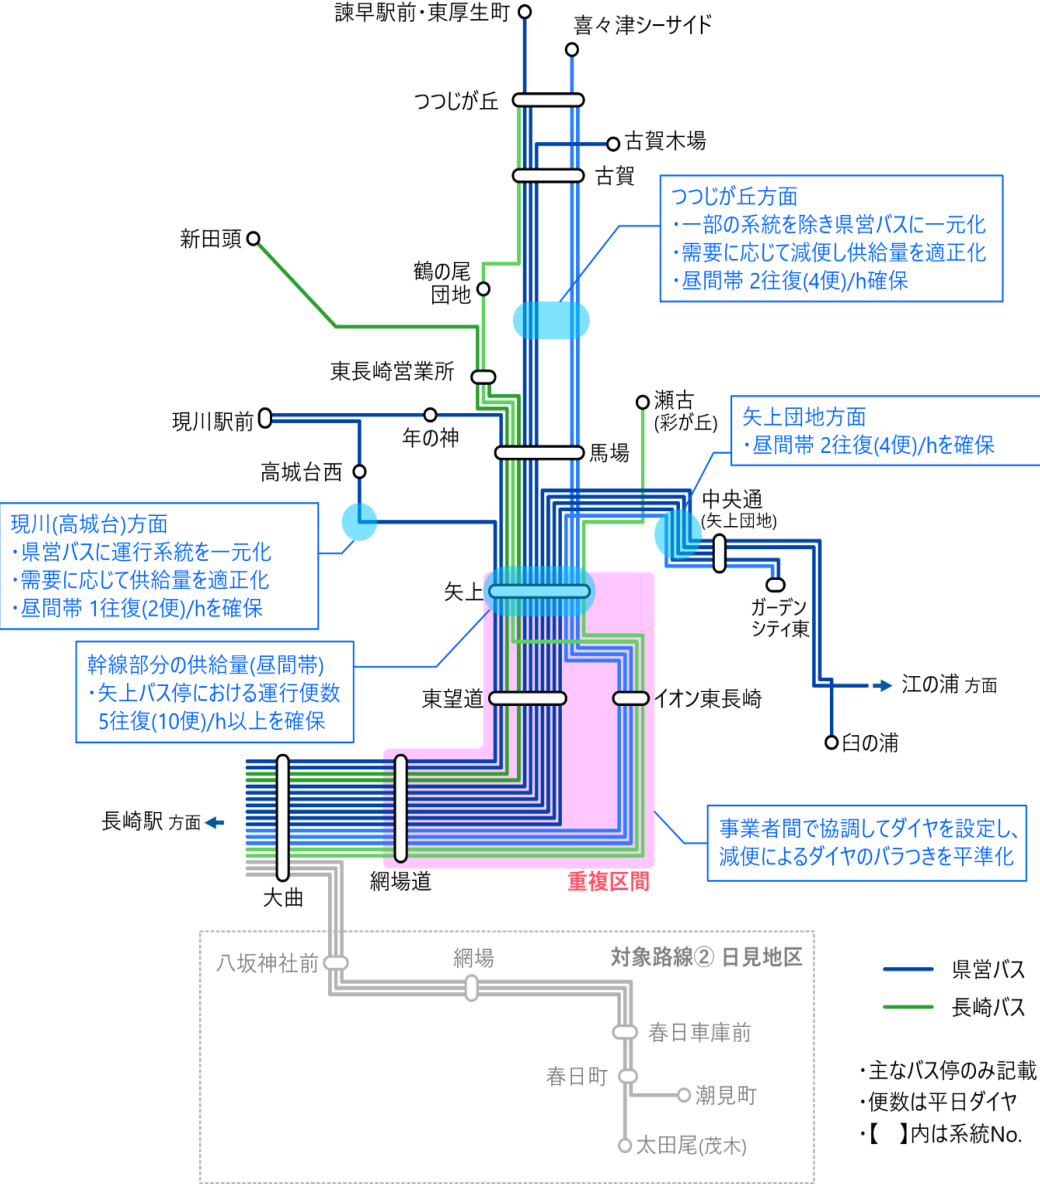 諫早駅前・東厚生町
喜々津シーサイド
つつじが丘
古賀木場
古賀
つつじが丘方面
・一部の系統を除き県営バスに一元化
・需要に応じて減便し供給量を適正化
・昼間帯 2往復(4便)/h確保
新田頭
鶴の尾
団地
東長崎営業所
瀬古
(彩が丘)
矢上団地方面
・昼間帯 2往復(4便)/hを確保
現川駅前
年の神
馬場
高城台西
中央通
(矢上団地)
現川(高城台)方面
・県営バスに運行系統を一元化
・需要に応じて供給量を適正化
・昼間帯 1往復(2便)/hを確保
矢上
ガーデン
シティ東
幹線部分の供給量(昼間帯)
・矢上バス停における運行便数
5往復(10便)/h以上を確保
東望道
イオン東長崎
江の浦 方面
臼の浦
長崎駅 方面
事業者間で協調してダイヤを設定し、
減便によるダイヤのバラつきを平準化
大曲
網場道
重複区間
八坂神社前
網場
対象路線② 日見地区
県営バス
長崎バス
春日車庫前
春日町
潮見町
太田尾(茂木)
・主なバス停のみ記載
・便数は平日ダイヤ
・【　】内は系統No.